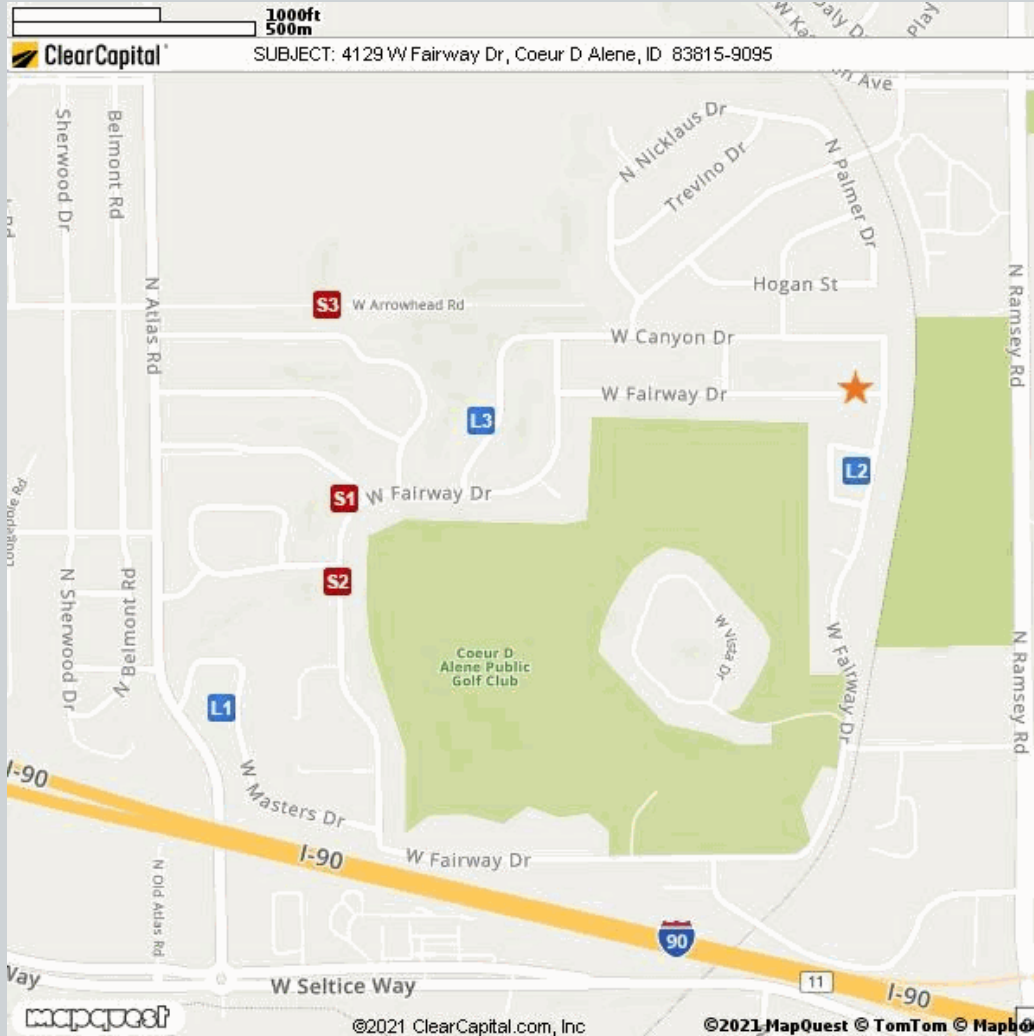 1000ft
500m
ClearCapital
SUBJECT: 4129 W Fairway Dr, Coeur D Alene, ID 83815-9095
Play
Ave
Sherwood Dr
Belmont Rd
N Nicklaus Dr
Trevino Dr
N Palmer Dr
Hogan St
N Atlas Rd
S3
W Arrowhead Rd
W Canyon Dr
N Ramsey Rd
W Fairway Dr
L3
L2
S1
W Fairway Dr
S2
N Sherwood Dr
N Belmont Rd
Coeur D
Alene Public
Golf Club
W Vista Dr
W Fairway Dr
N Ramsey Rd
L1
I-90
W Masters Dr
I-90
W Fairway Dr
N Old Atlas Rd
90
11
I-90
Way
W Seltice Way
mapquest
©2021 ClearCapital.com, Inc
©2021 MapQuest © TomTom © Mapbo